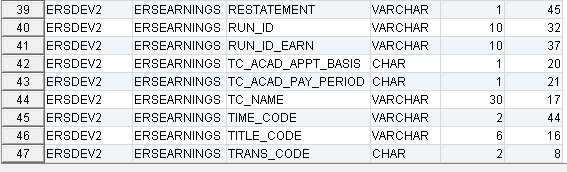 39 ERSDEV2 ERSEARNINGS RESTATEMENT VARCHAR 1 45
40 ERSDEV2 ERSEARNINGS RUN_ID VARCHAR 10 32
41 ERSDEV2 ERSEARNINGS RUN_ID_EARN VARCHAR 10 37
42 ERSDEV2 ERSEARNINGS TC_ACAD_APPT_BASIS CHAR 1 20
43 ERSDEV2 ERSEARNINGS TC_ACAD_PAY_PERIOD CHAR 1 21
44 ERSDEV2 ERSEARNINGS TC_NAME VARCHAR 30 17
45 ERSDEV2 ERSEARNINGS TIME_CODE VARCHAR 2 44
46 ERSDEV2 ERSEARNINGS TITLE_CODE VARCHAR 6 16
47 ERSDEV2 ERSEARNINGS TRANS_CODE CHAR 2 8